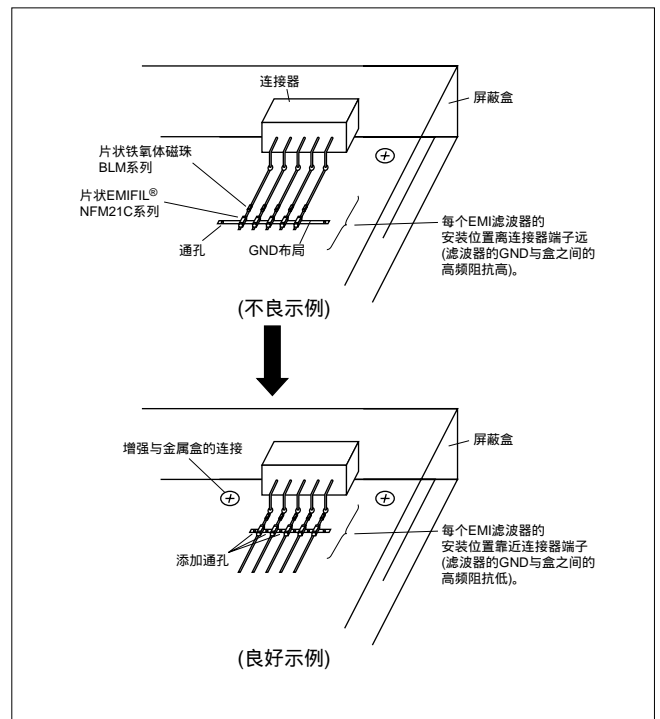 连接器
屏蔽盒
片状铁氧体磁珠
BLM系列
片状EMIFIL®
NFM21C系列
通孔
GND布局
每个EMI滤波器的
安装位置离连接器端子远
(滤波器的GND与盒之间的
高频阻抗高)。
(不良示例)
增强与金属盒的连接
屏蔽盒
添加通孔
每个EMI滤波器的
安装位置靠近连接器端子
(滤波器的GND与盒之间的
高频阻抗低)。
(良好示例)